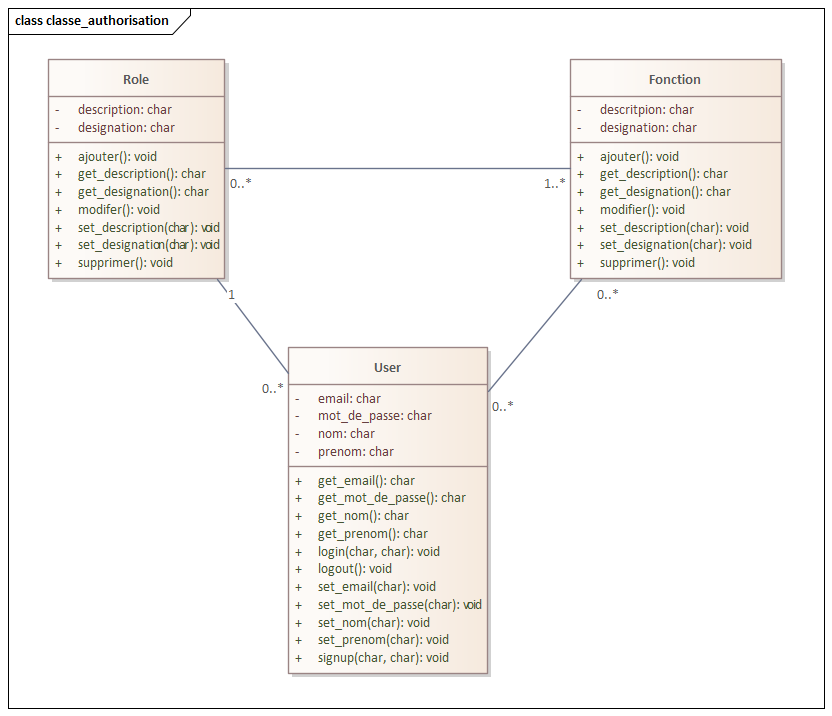 class classe_authorisation
Role
- description: char
- designation: char
+ ajouter(): void
+ get_description(): char
+ get_designation(): char
+ modifer(): void
+ set_description(char): void
+ set_designation(char): void
+ supprimer(): void
0..*
1..*
Fonction
- descritpion: char
- designation: char
+ ajouter(): void
+ get_description(): char
+ get_designation(): char
+ modifier(): void
+ set_description(char): void
+ set_designation(char): void
+ supprimer(): void
1
0..*
0..*
0..*
User
- email: char
- mot_de_passe: char
- nom: char
- prenom: char
+ get_email(): char
+ get_mot_de_passe(): char
+ get_nom(): char
+ get_prenom(): char
+ login(char, char): void
+ logout(): void
+ set_email(char): void
+ set_mot_de_passe(char): void
+ set_nom(char): void
+ set_prenom(char): void
+ signup(char, char): void